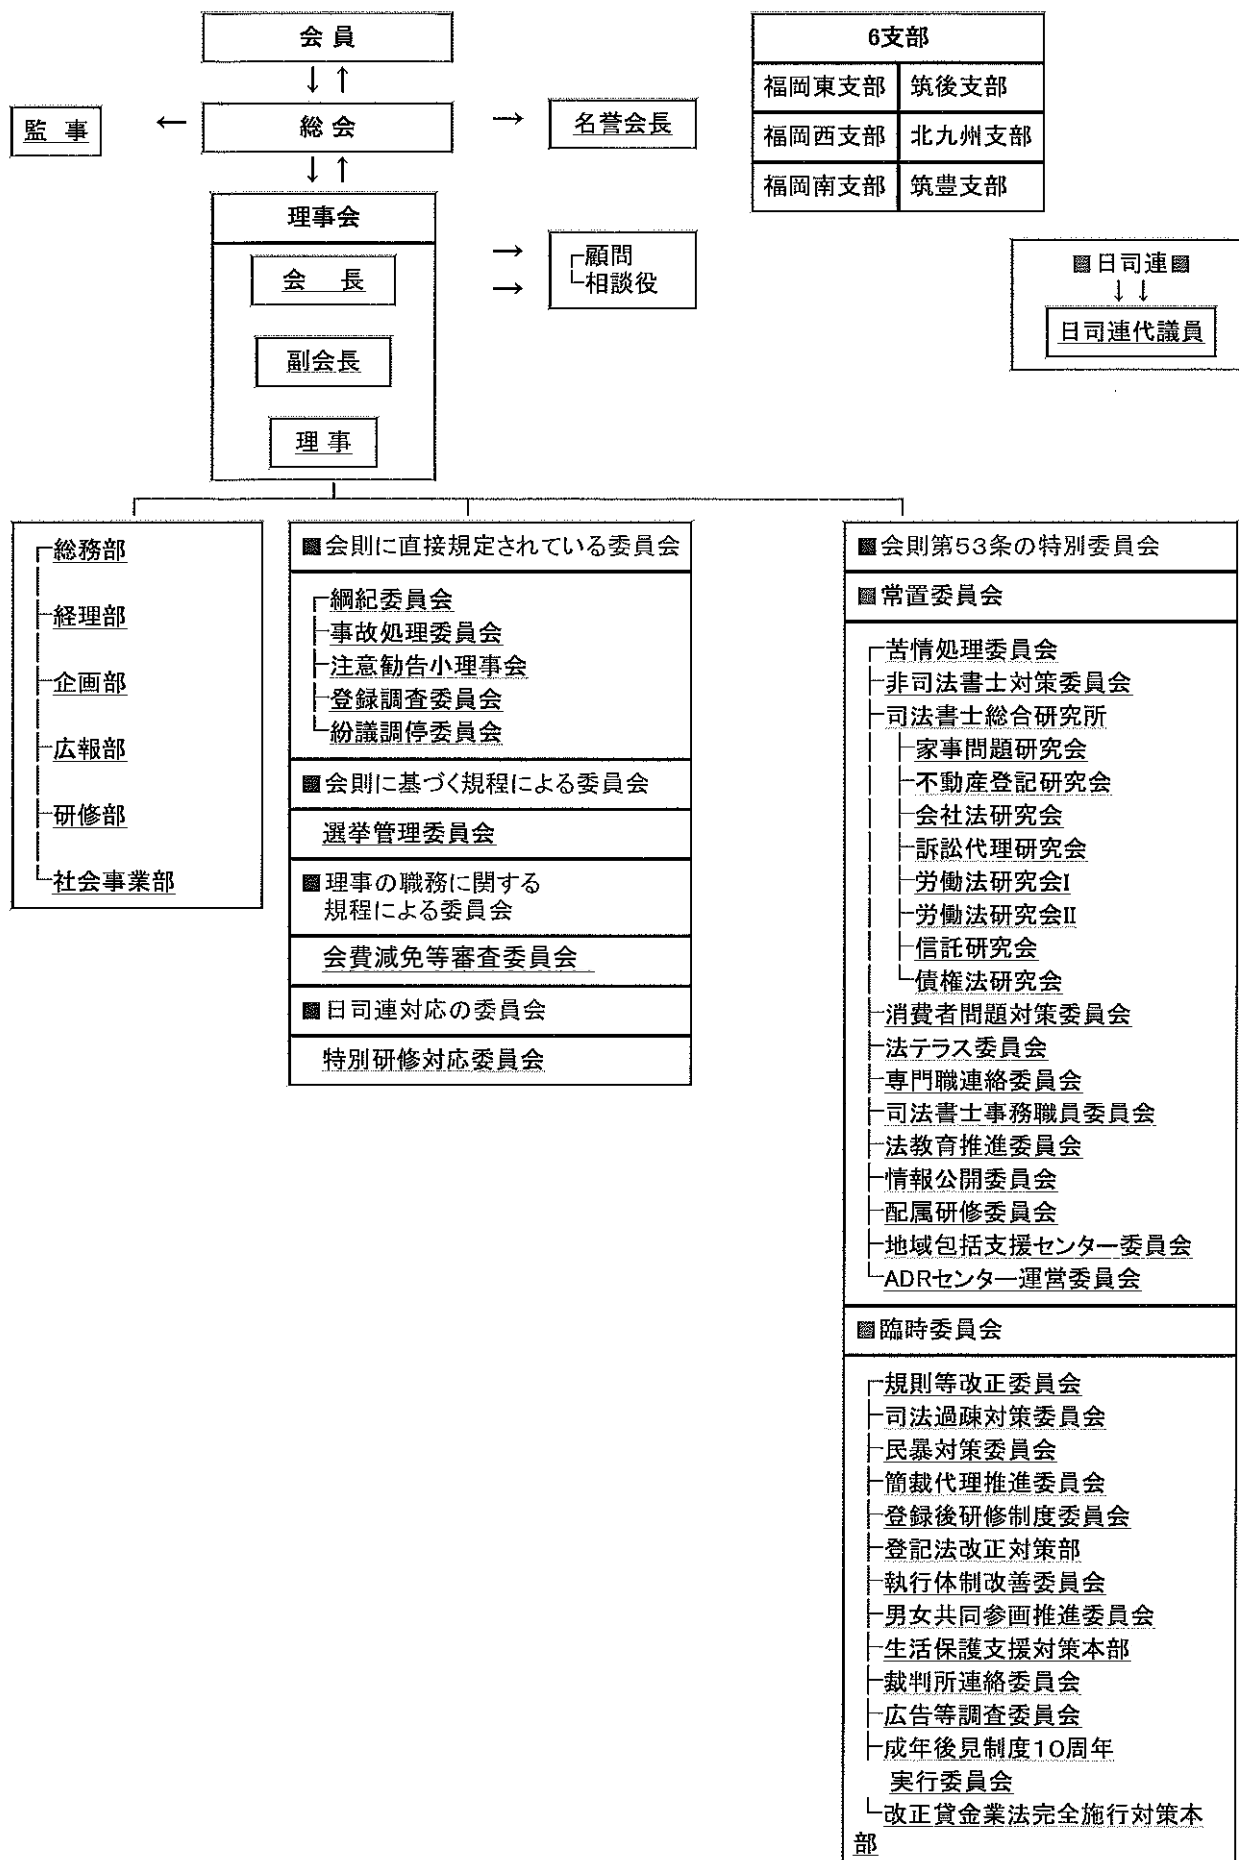 会 員
↓ ↑
監 事
←
総 会
→
名誉会長
↓ ↑
6支部
福岡東支部 筑後支部
福岡西支部 北九州支部
福岡南支部 筑豊支部
理事会
会 長
副会長
理 事
→
→
顧問
相談役
▩日司連▩
↓ ↓
日司連代議員
総務部
経理部
企画部
広報部
研修部
社会事業部
▩会則に直接規定されている委員会
綱紀委員会
事故処理委員会
注意勧告小理事会
登録調査委員会
紛議調停委員会
▩会則に基づく規程による委員会
選挙管理委員会
▩理事の職務に関する
規程による委員会
会費減免等審査委員会
▩日司連対応の委員会
特別研修対応委員会
▩会則第53条の特別委員会
▩常置委員会
苦情処理委員会
非司法書士対策委員会
司法書士総合研究所
家事問題研究会
不動産登記研究会
会社法研究会
訴訟代理研究会
労働法研究会I
労働法研究会II
信託研究会
債権法研究会
消費者問題対策委員会
法テラス委員会
専門職連絡委員会
司法書士事務職員委員会
法教育推進委員会
情報公開委員会
配属研修委員会
地域包括支援センター委員会
ADRセンター運営委員会
▩臨時委員会
規則等改正委員会
司法過疎対策委員会
民暴対策委員会
簡裁代理推進委員会
登録後研修制度委員会
登記法改正対策部
執行体制改善委員会
男女共同参画推進委員会
生活保護支援対策本部
裁判所連絡委員会
広告等調査委員会
成年後見制度10周年
実行委員会
改正貸金業法完全施行対策本
部